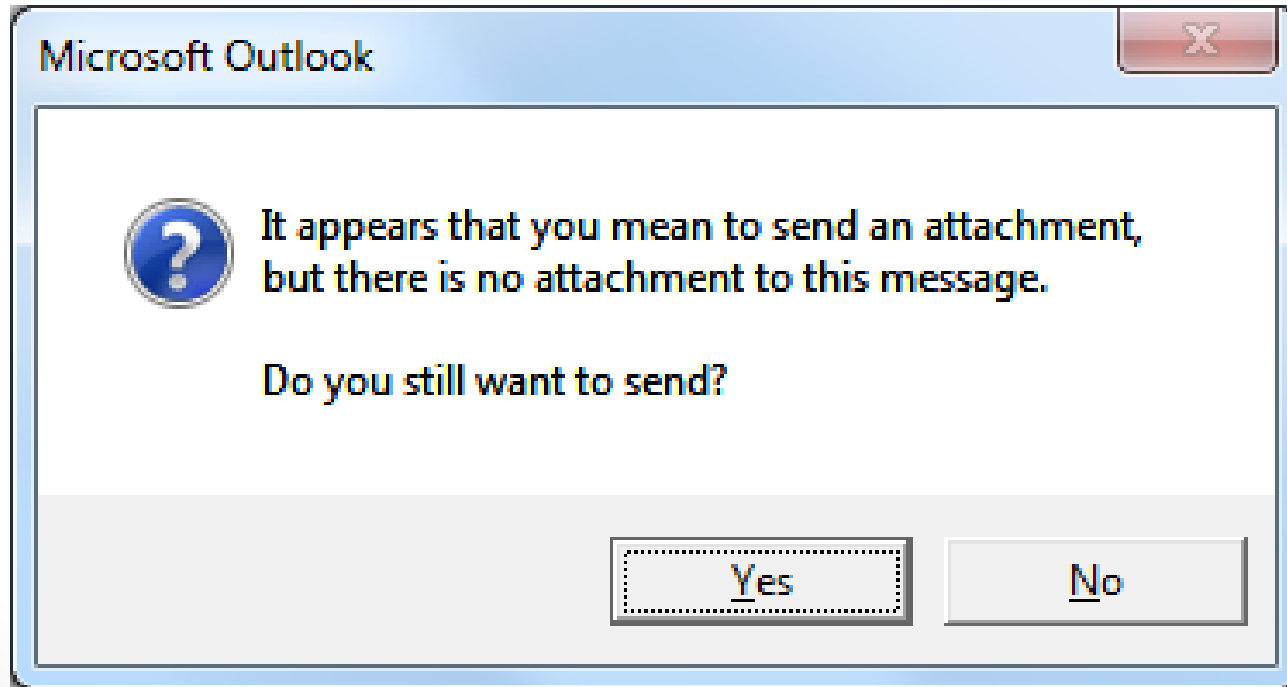 Microsoft Outlook
It appears that you mean to send an attachment,
but there is no attachment to this message.
Do you still want to send?
Yes
No